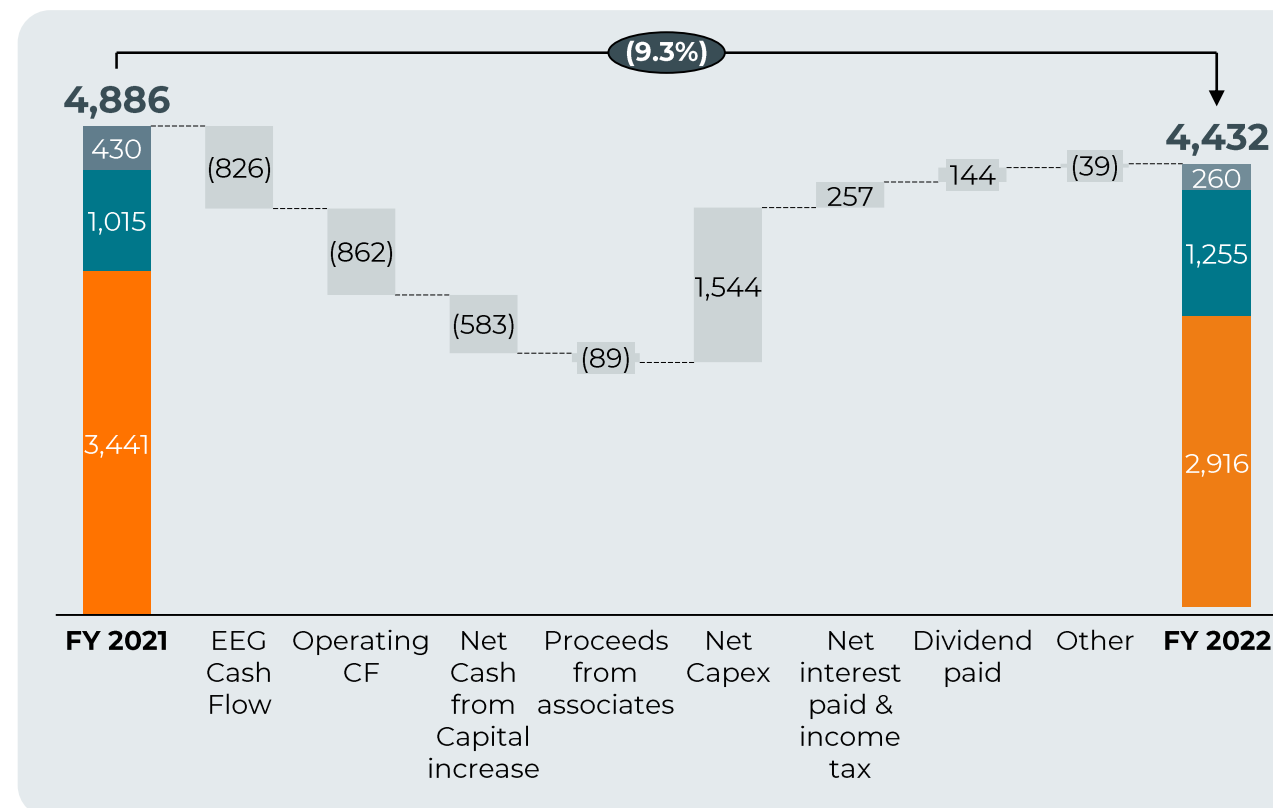 (9.3%)
4,886
4,432
430
1,015
3,441
(826)
(862)
(583)
(89)
1,544
257
144
(39)
260
1,255
2,916
FY 2021
EEG
Cash
Flow
Operating
CF
Net
Cash
from
Capital
increase
Proceeds
from
associates
Net
Capex
Net
interest
paid &
income
tax
Dividend
paid
Other
FY 2022